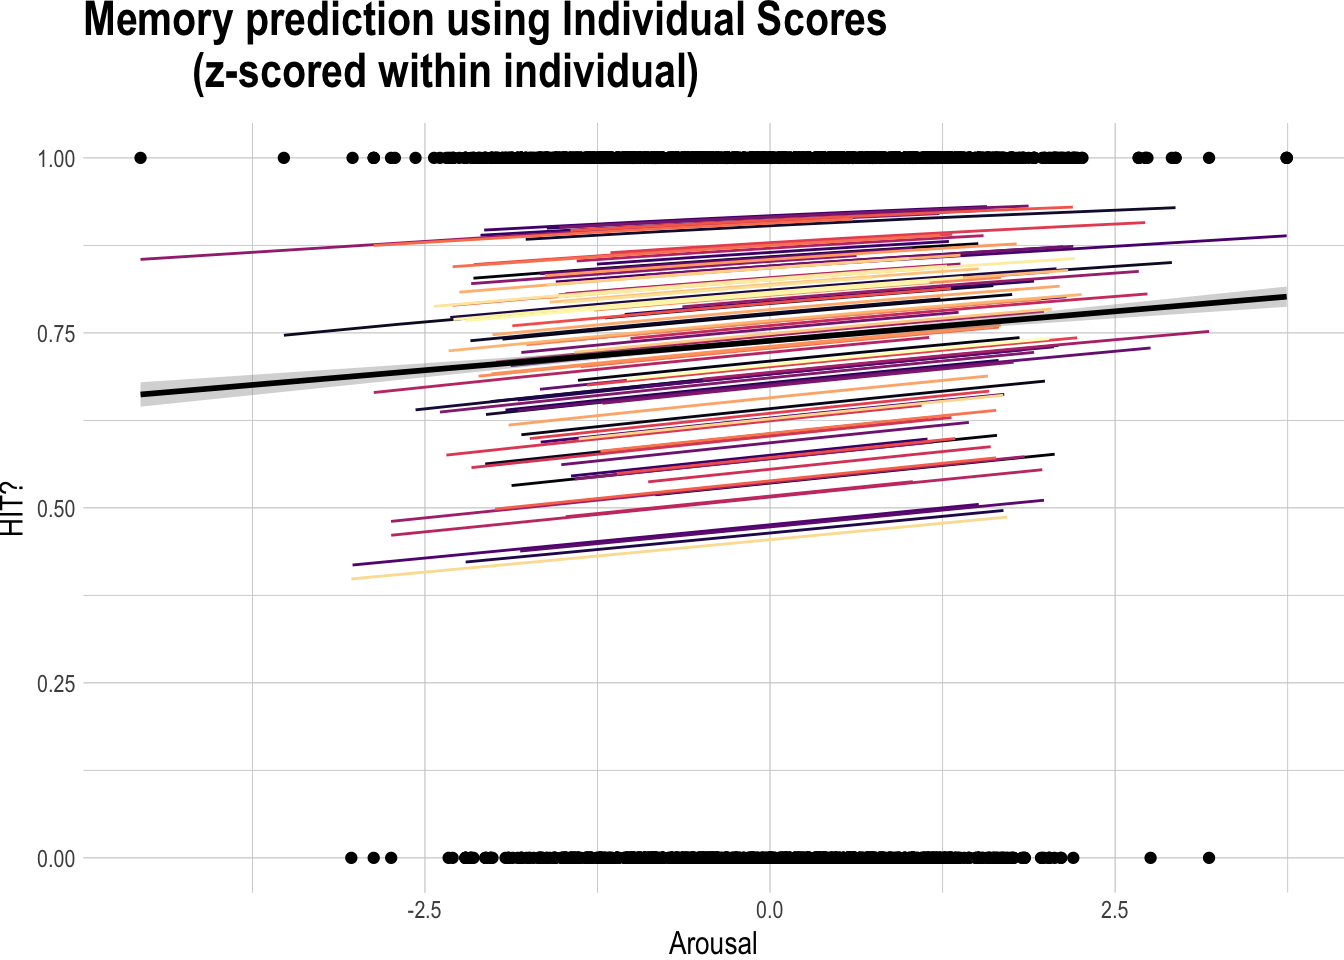 Memory prediction using Individual Scores
(z-scored within individual)
1.00
0.75
0.50
0.25
0.00
HIT?
-2.5
0.0
2.5
Arousal